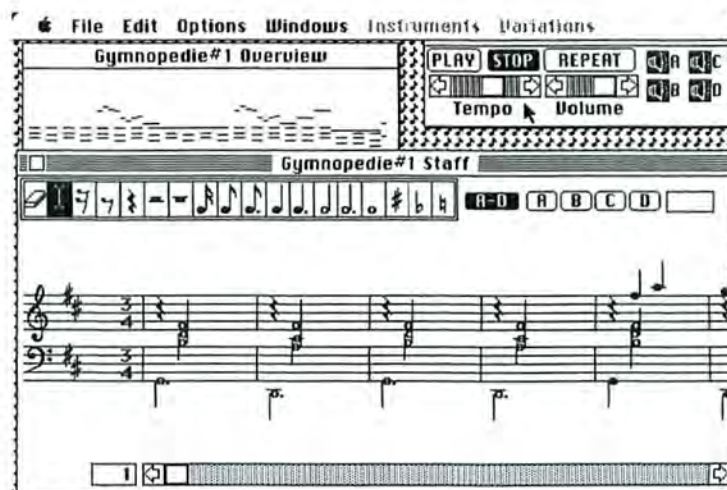 File Edit Options Windows Instruments Variations
Gymnopedie#1 Overview
PLAY STOP REPEAT A C
Tempo Volume B D
Gymnopedie#1 Staff
A-D A B C D
3 3
4 4
1